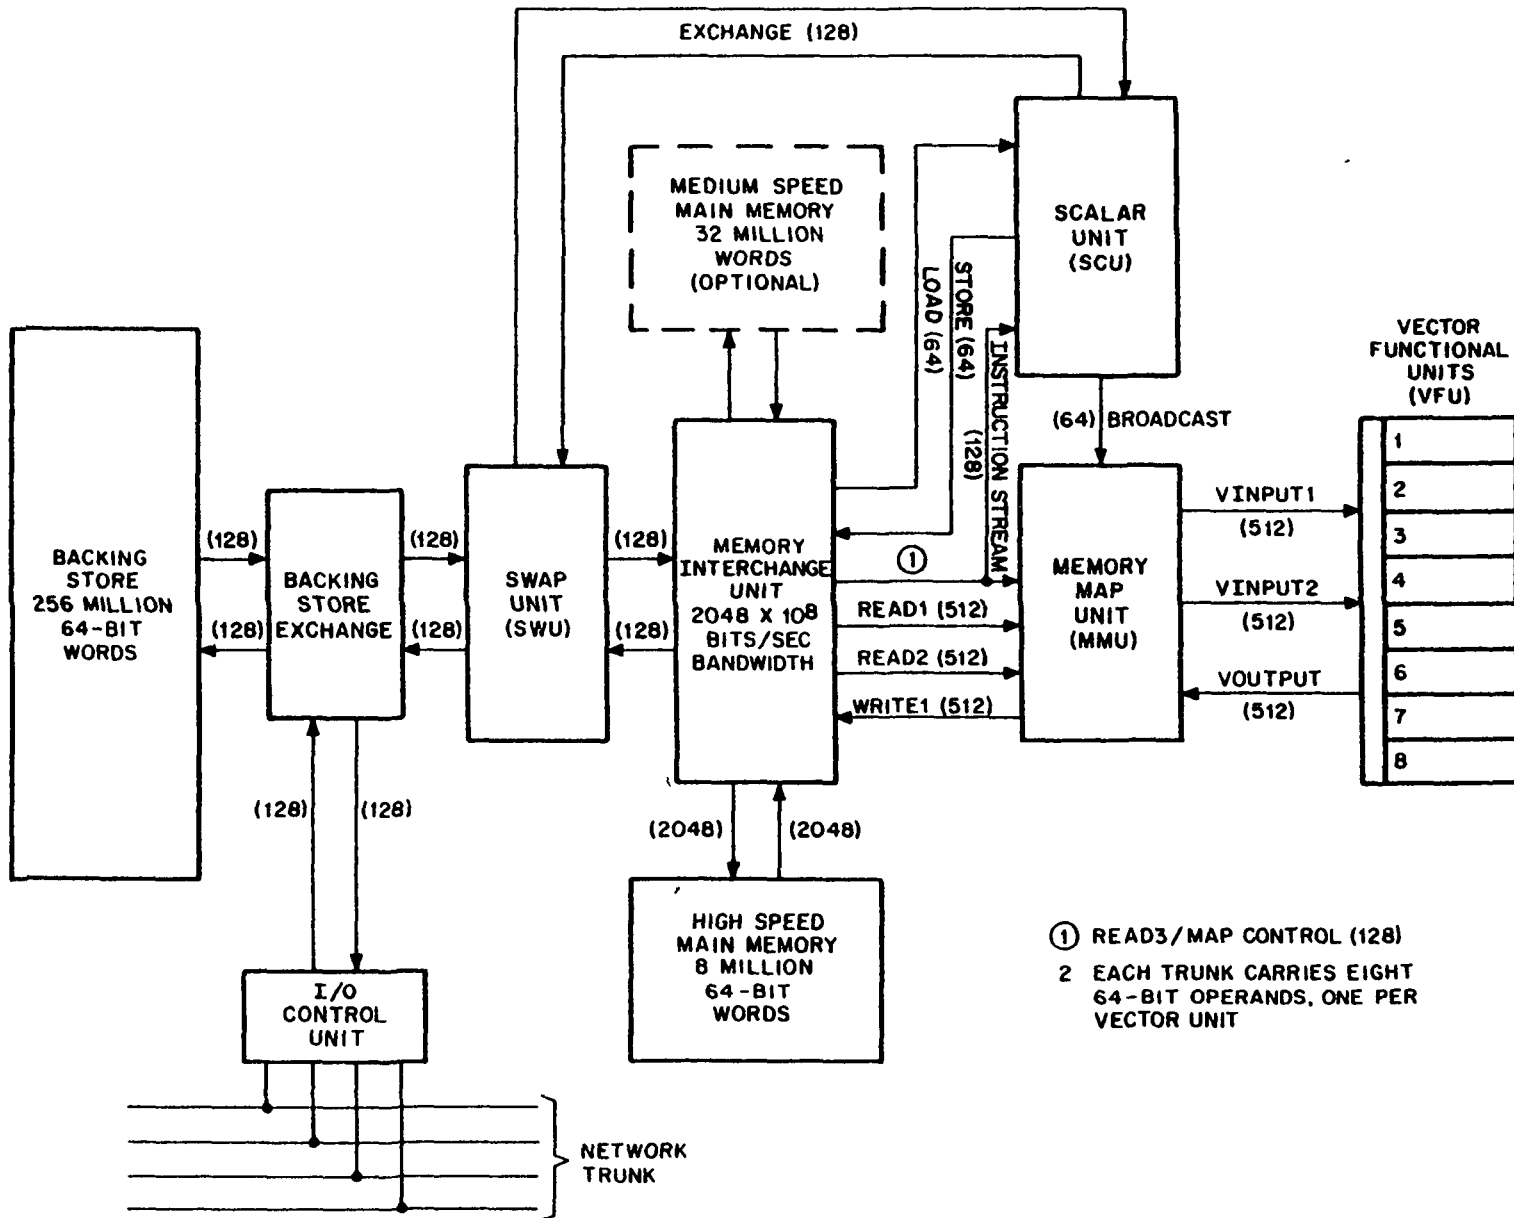 EXCHANGE (128)
MEDIUM SPEED
MAIN MEMORY
32 MILLION
WORDS
(OPTIONAL)
SCALAR
UNIT
(SCU)
LOAD (64)
STORE (64)
INSTRUCTION STREAM
(128)
(64) BROADCAST
VECTOR
FUNCTIONAL
UNITS
(VFU)
1
2
3
4
5
6
7
8
BACKING
STORE
256 MILLION
64-BIT
WORDS
(128)
(128)
BACKING
STORE
EXCHANGE
(128)
(128)
SWAP
UNIT
(SWU)
(128)
(128)
MEMORY
INTERCHANGE
UNIT
2048 X 10⁸
BITS/SEC
BANDWIDTH
①
READ1 (512)
READ2 (512)
WRITE1 (512)
MEMORY
MAP
UNIT
(MMU)
VINPUT1
(512)
VINPUT2
(512)
VOUTPUT
(512)
(128)
(128)
(2048)
(2048)
HIGH SPEED
MAIN MEMORY
8 MILLION
64-BIT
WORDS
I/O
CONTROL
UNIT
NETWORK
TRUNK
① READ3/MAP CONTROL (128)
2 EACH TRUNK CARRIES EIGHT
64-BIT OPERANDS, ONE PER
VECTOR UNIT